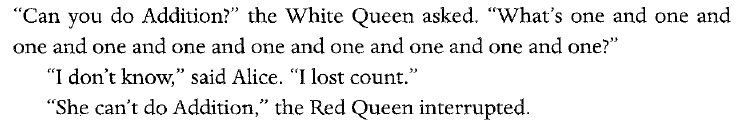 “Can you do Addition?” the White Queen asked. “What’s one and one and
one and one and one and one and one and one and one and one?”
“I don’t know,” said Alice. “I lost count.”
“She can’t do Addition,” the Red Queen interrupted.